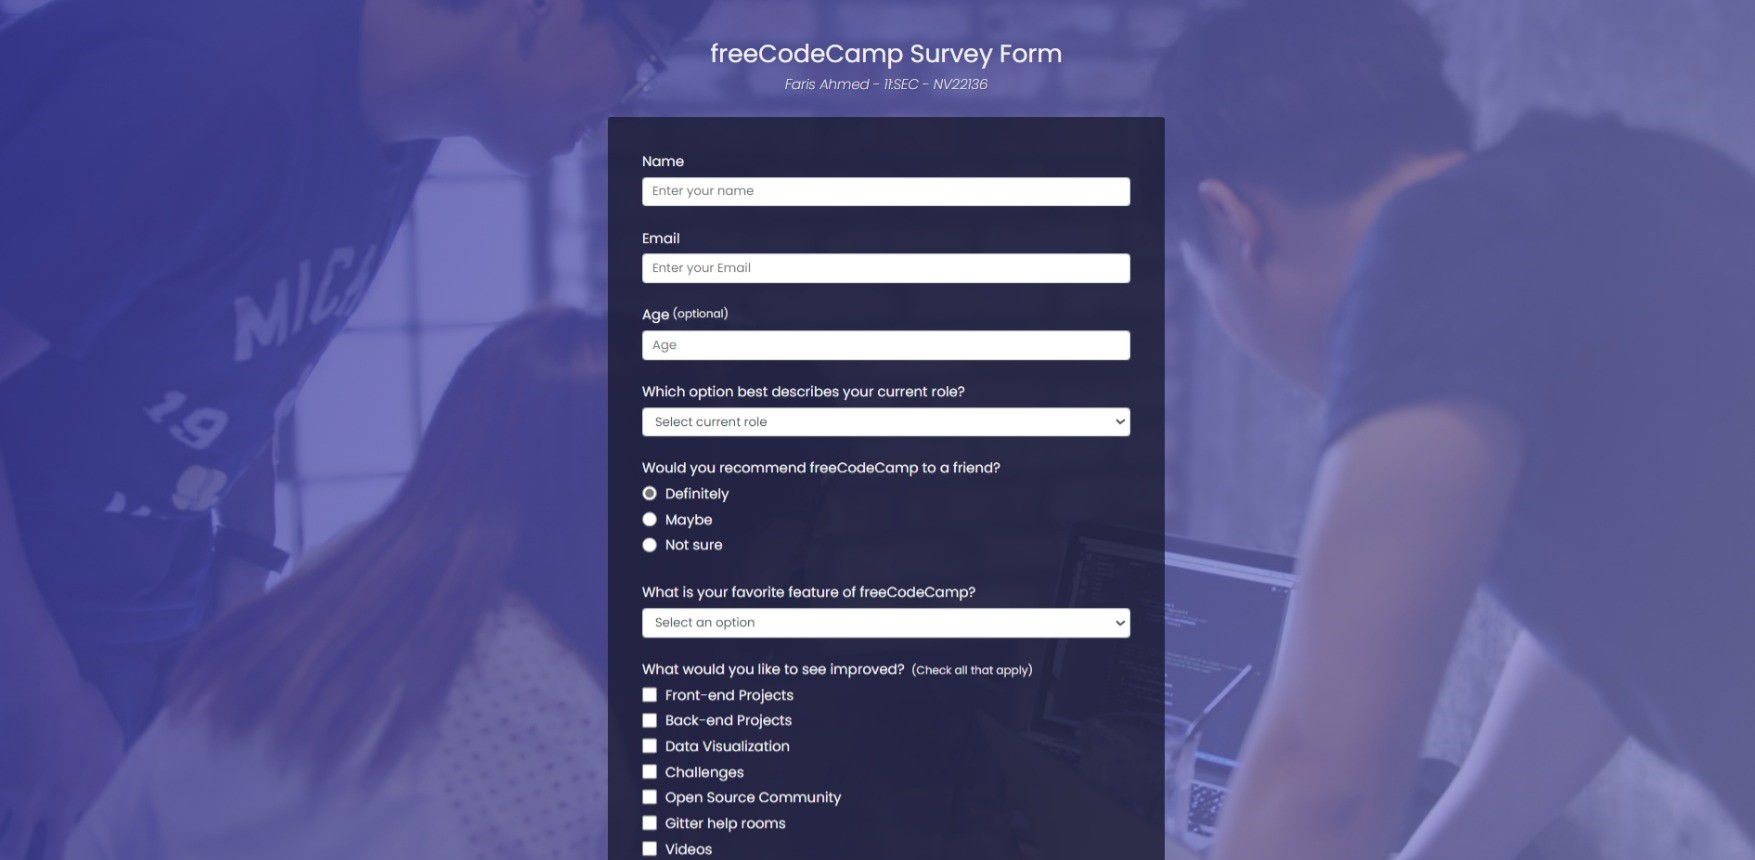 freeCodeCamp Survey Form
Faris Ahmed - 11.SEC - NV22136
Name
Enter your name
Email
Enter your Email
Age (optional)
Age
Which option best describes your current role?
Select current role
Would you recommend freeCodeCamp to a friend?
Definitely
Maybe
Not sure
What is your favorite feature of freeCodeCamp?
Select an option
What would you like to see improved? (Check all that apply)
Front-end Projects
Back-end Projects
Data Visualization
Challenges
Open Source Community
Gitter help rooms
Videos
MICH
19